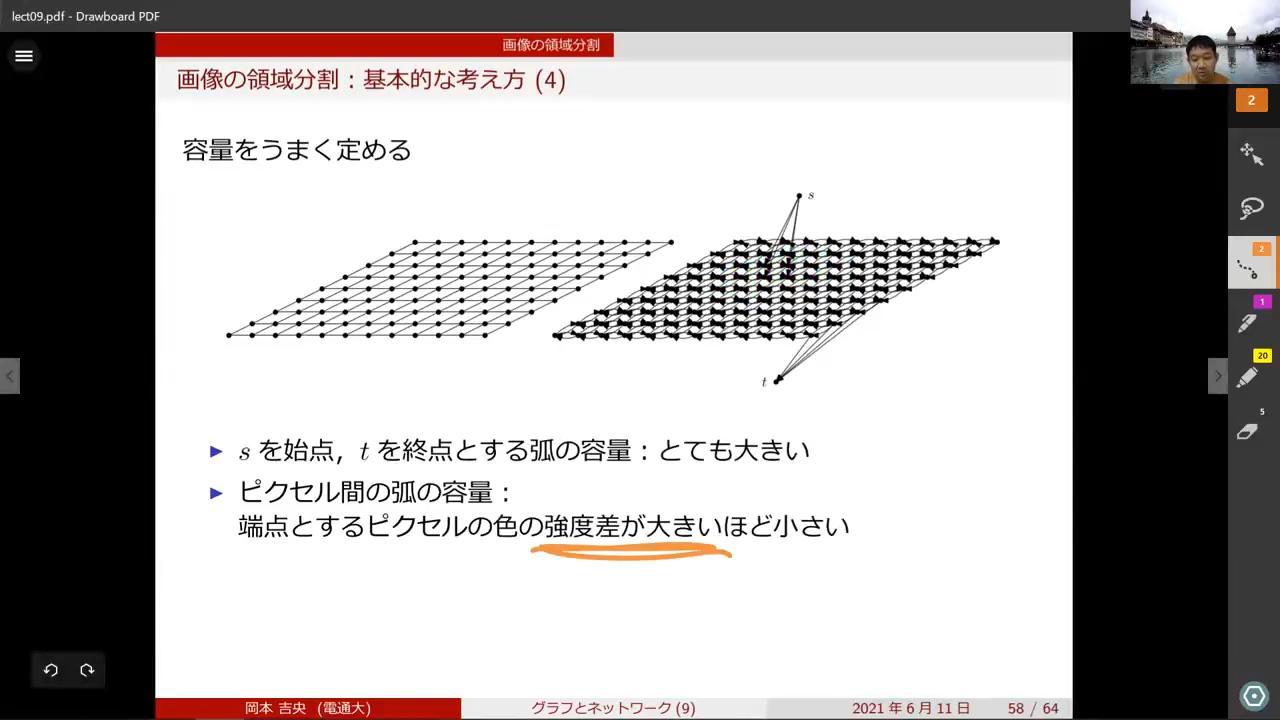 lect09.pdf - Drawboard PDF
画像の領域分割
画像の領域分割:基本的な考え方 (4)
2
容量をうまく定める
s
2
1
20
t
5
▶ s を始点,t を終点とする弧の容量:とても大きい
▶ ピクセル間の弧の容量:
端点とするピクセルの色の強度差が大きいほど小さい
岡本 吉央 (電通大)
グラフとネットワーク (9)
2021 年 6 月 11 日
58 / 64